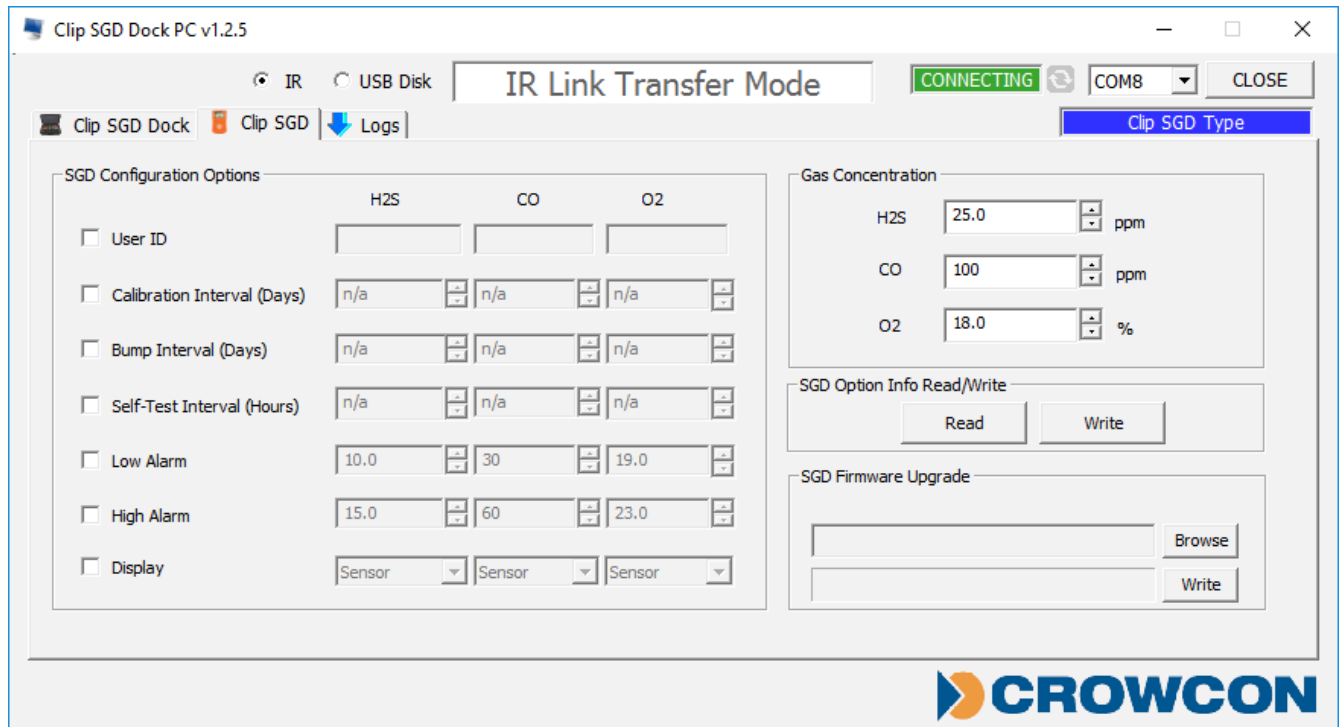 Clip SGD Dock PC v1.2.5
IR USB Disk IR Link Transfer Mode CONNECTING COM8 CLOSE
Clip SGD Dock Clip SGD Logs Clip SGD Type
SGD Configuration Options
H2S CO O2
User ID
Calibration Interval (Days) n/a n/a n/a
Bump Interval (Days) n/a n/a n/a
Self-Test Interval (Hours) n/a n/a n/a
Low Alarm 10.0 30 19.0
High Alarm 15.0 60 23.0
Display Sensor Sensor Sensor
Gas Concentration
H2S 25.0 ppm
CO 100 ppm
O2 18.0 %
SGD Option Info Read/Write
Read Write
SGD Firmware Upgrade
Browse
Write
CROWCON